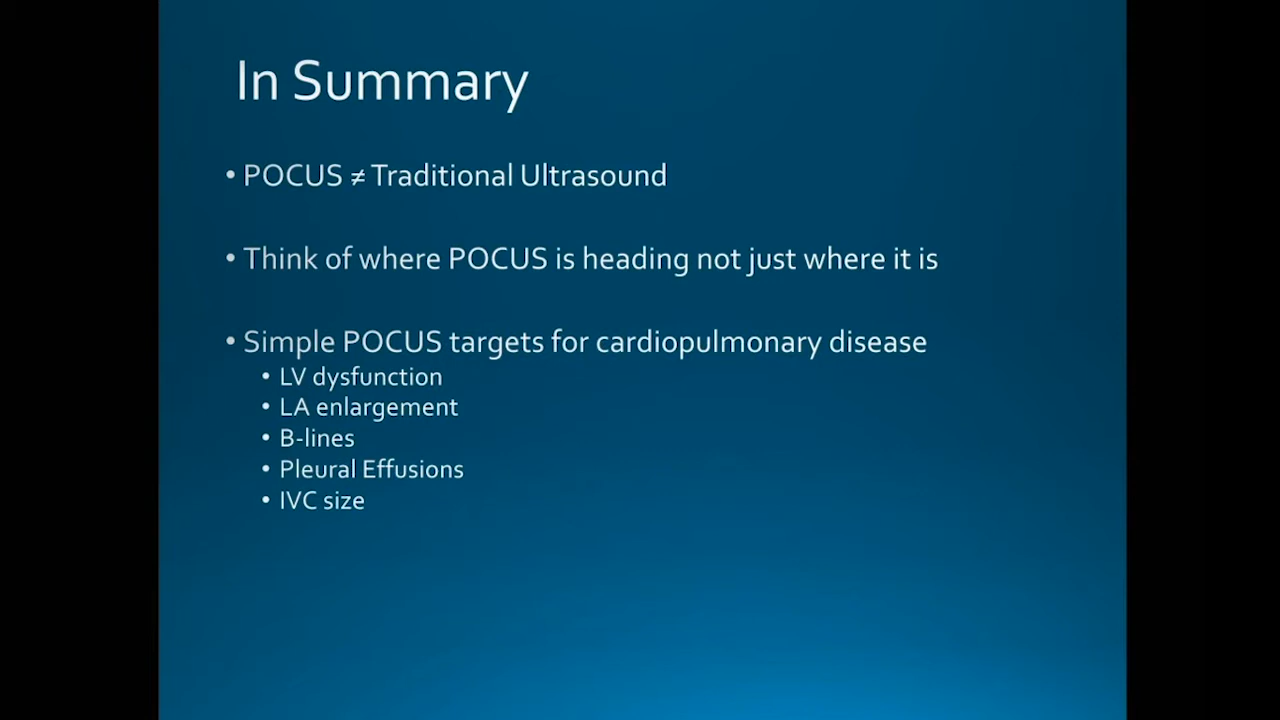 In Summary
• POCUS ≠ Traditional Ultrasound
• Think of where POCUS is heading not just where it is
• Simple POCUS targets for cardiopulmonary disease
• LV dysfunction
• LA enlargement
• B-lines
• Pleural Effusions
• IVC size